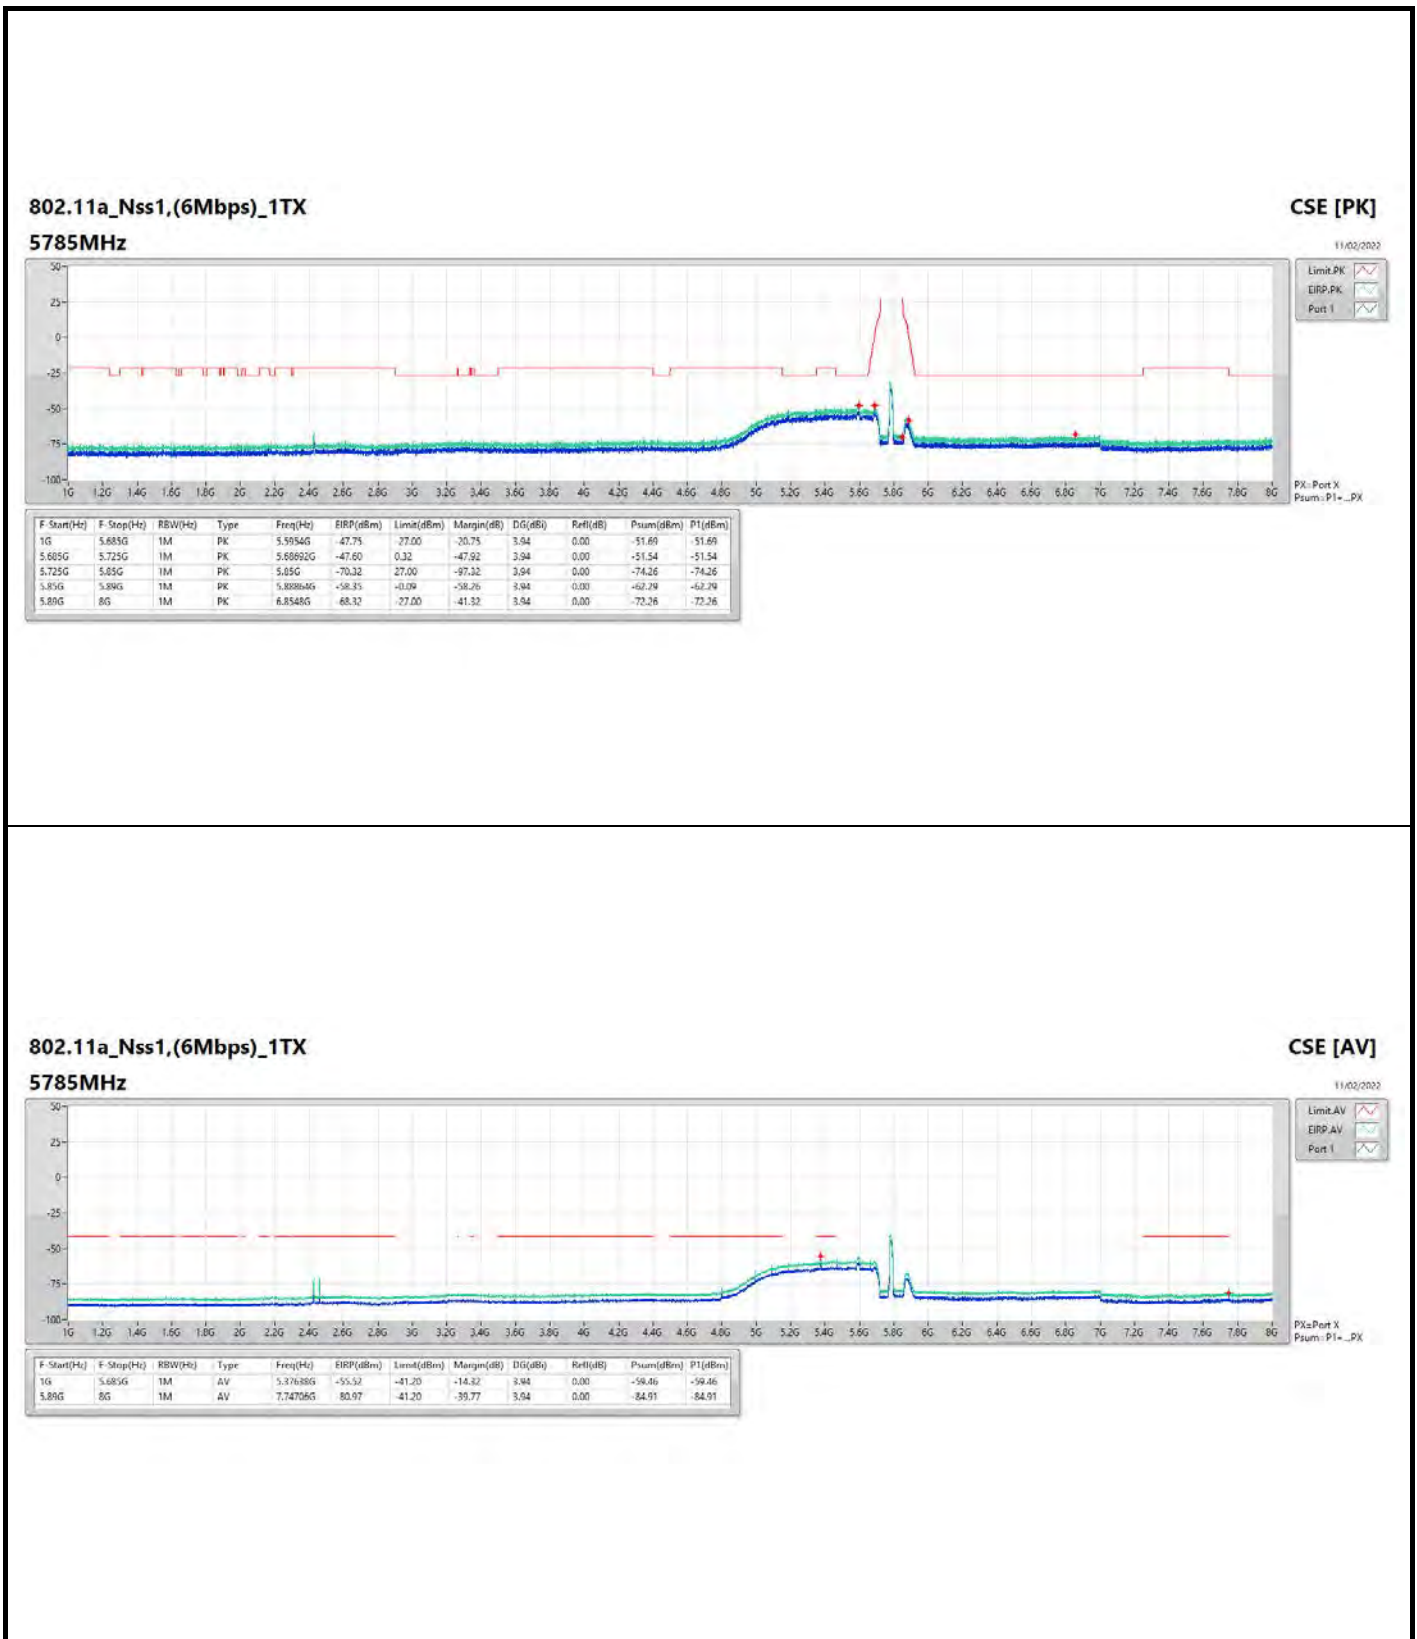 802.11a_Nss1,(6Mbps)_1TX
CSE [PK]
5785MHz
11/02/2022
50
25
0
-25
-50
-75
-100
1G 1.2G 1.4G 1.6G 1.8G 2G 2.2G 2.4G 2.6G 2.8G 3G 3.2G 3.4G 3.6G 3.8G 4G 4.2G 4.4G 4.6G 4.8G 5G 5.2G 5.4G 5.6G 5.8G 6G 6.2G 6.4G 6.6G 6.8G 7G 7.2G 7.4G 7.6G 7.8G 8G
Limit.PK
EIRP.PK
Port 1
PX: Port X
Psum : P1+...PX
F-Start(Hz) F-Stop(Hz) RBW(Hz) Type Freq(Hz) EIRP(dBm) Limit(dBm) Margin(dB) DG(dBi) Refl(dB) Psum(dBm) P1(dBm)
1G 5.685G 1M PK 5.5954G -47.75 -27.00 -20.75 3.94 0.00 -51.69 -51.69
5.685G 5.725G 1M PK 5.68692G -47.60 0.32 -47.92 3.94 0.00 -51.54 -51.54
5.725G 5.85G 1M PK 5.85G -70.32 27.00 -97.32 3.94 0.00 -74.26 -74.26
5.85G 5.89G 1M PK 5.88864G -58.35 -0.09 -58.26 3.94 0.00 -62.29 -62.29
5.89G 8G 1M PK 6.8548G -68.32 -27.00 -41.32 3.94 0.00 -72.26 -72.26
802.11a_Nss1,(6Mbps)_1TX
CSE [AV]
5785MHz
11/02/2022
50
25
0
-25
-50
-75
-100
1G 1.2G 1.4G 1.6G 1.8G 2G 2.2G 2.4G 2.6G 2.8G 3G 3.2G 3.4G 3.6G 3.8G 4G 4.2G 4.4G 4.6G 4.8G 5G 5.2G 5.4G 5.6G 5.8G 6G 6.2G 6.4G 6.6G 6.8G 7G 7.2G 7.4G 7.6G 7.8G 8G
Limit.AV
EIRP.AV
Port 1
PX=Port X
Psum : P1+...PX
F-Start(Hz) F-Stop(Hz) RBW(Hz) Type Freq(Hz) EIRP(dBm) Limit(dBm) Margin(dB) DG(dBi) Refl(dB) Psum(dBm) P1(dBm)
1G 5.685G 1M AV 5.37638G -55.52 -41.20 -14.32 3.94 0.00 -59.46 -59.46
5.89G 8G 1M AV 7.74706G 80.97 -41.20 -39.77 3.94 0.00 -84.91 -84.91